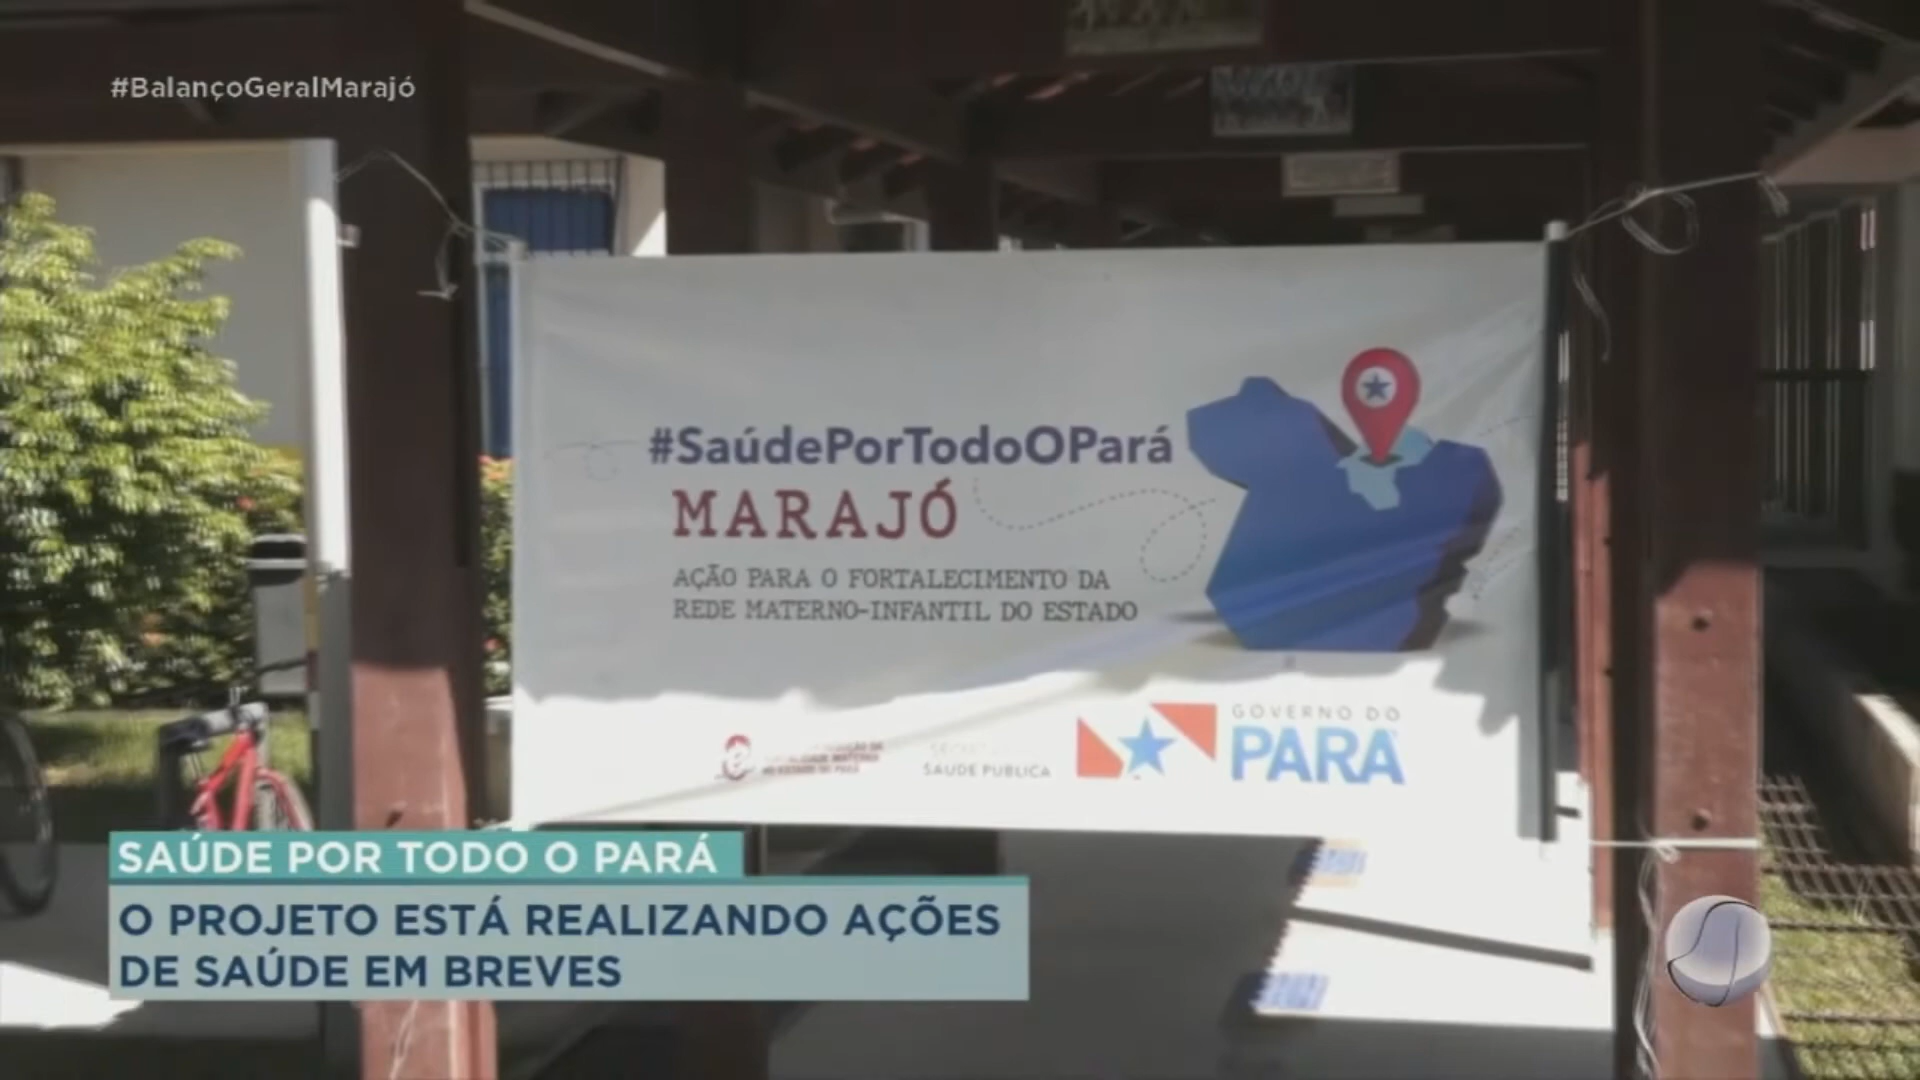 #BalançoGeralMarajó
#SaúdePorTodoOPará
MARAJÓ
AÇÃO PARA O FORTALECIMENTO DA
REDE MATERNO-INFANTIL DO ESTADO
SAÚDE PÚBLICA
GOVERNO DO
PARÁ
SAÚDE POR TODO O PARÁ
O PROJETO ESTÁ REALIZANDO AÇÕES
DE SAÚDE EM BREVES